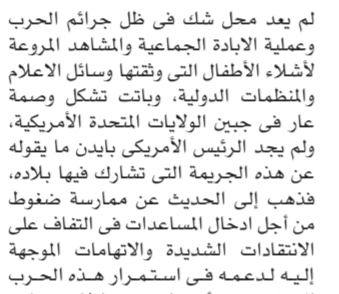 لم يعد محل شك فى ظل جرائم الحرب
وعملية الابادة الجماعية والمشاهد المروعة
لأشلاء الأطفال التى وثقتها وسائل الاعلام
والمنظمات الدولية، وباتت تشكل وصمة
عار فى جبين الولايات المتحدة الأمريكية،
ولم يجد الرئيس الأمريكى بايدن ما يقوله
عن هذه الجريمة التى تشارك فيها بلاده،
فذهب إلى الحديث عن ممارسة ضغوط
من أجل ادخال المساعدات فى التفاف على
الانتقادات الشديدة والاتهامات الموجهة
إليه لدعمه فى استمرار هذه الحرب